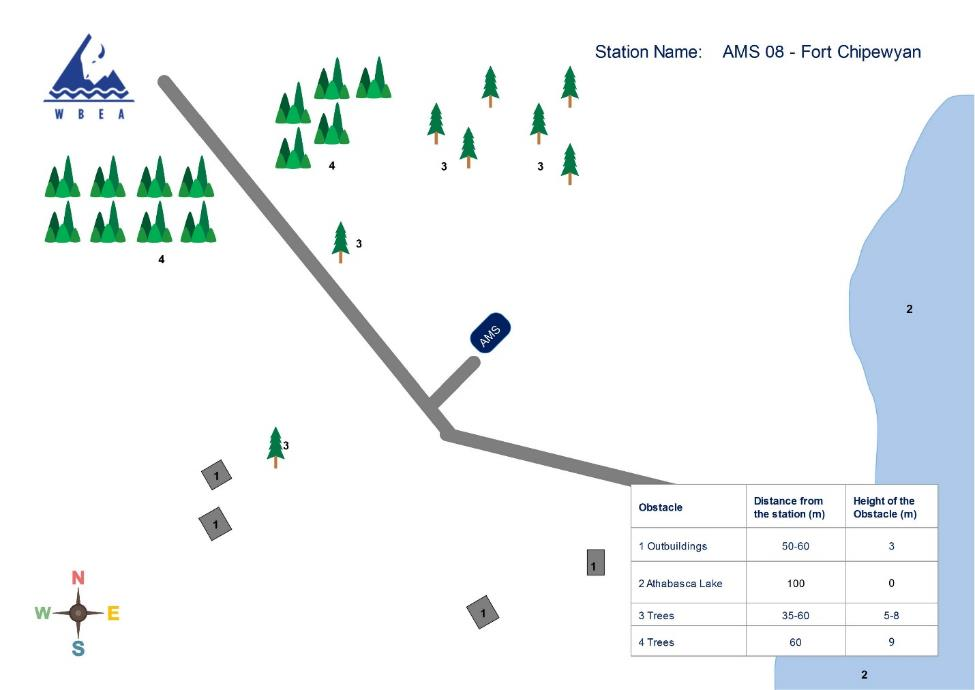 Station Name: AMS 08 - Fort Chipewyan
W B E A
4
3
3
4
3
2
AMS
3
1
1
1
1
Obstacle Distance from the station (m) Height of the Obstacle (m)
1 Outbuildings 50-60 3
2 Athabasca Lake 100 0
3 Trees 35-60 5-8
4 Trees 60 9
N
W E
S
2